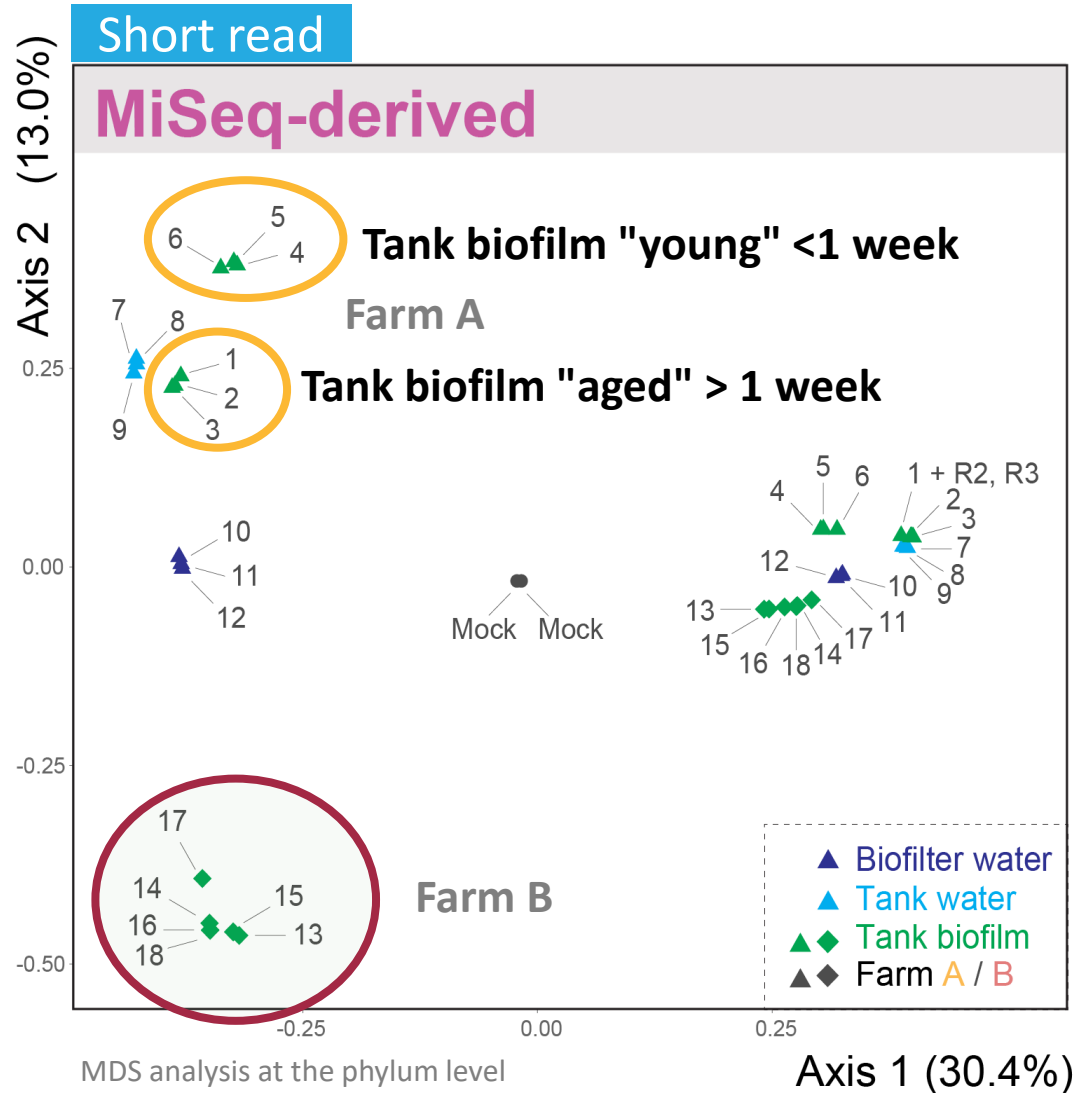 Short read
MiSeq-derived
Axis 2 (13.0%)
5
6
4
Tank biofilm "young" <1 week
Farm A
7
8
0.25
1
Tank biofilm "aged" > 1 week
2
9
3
5
6
1 + R2, R3
4
2
3
10
7
12
8
0.00
11
10
9
12
Mock Mock
13
17
11
15
14
16
18
-0.25
17
14
15
Farm B
16
13
18
-0.50
Biofilter water
Tank water
Tank biofilm
Farm A / B
-0.25
0.00
0.25
MDS analysis at the phylum level
Axis 1 (30.4%)